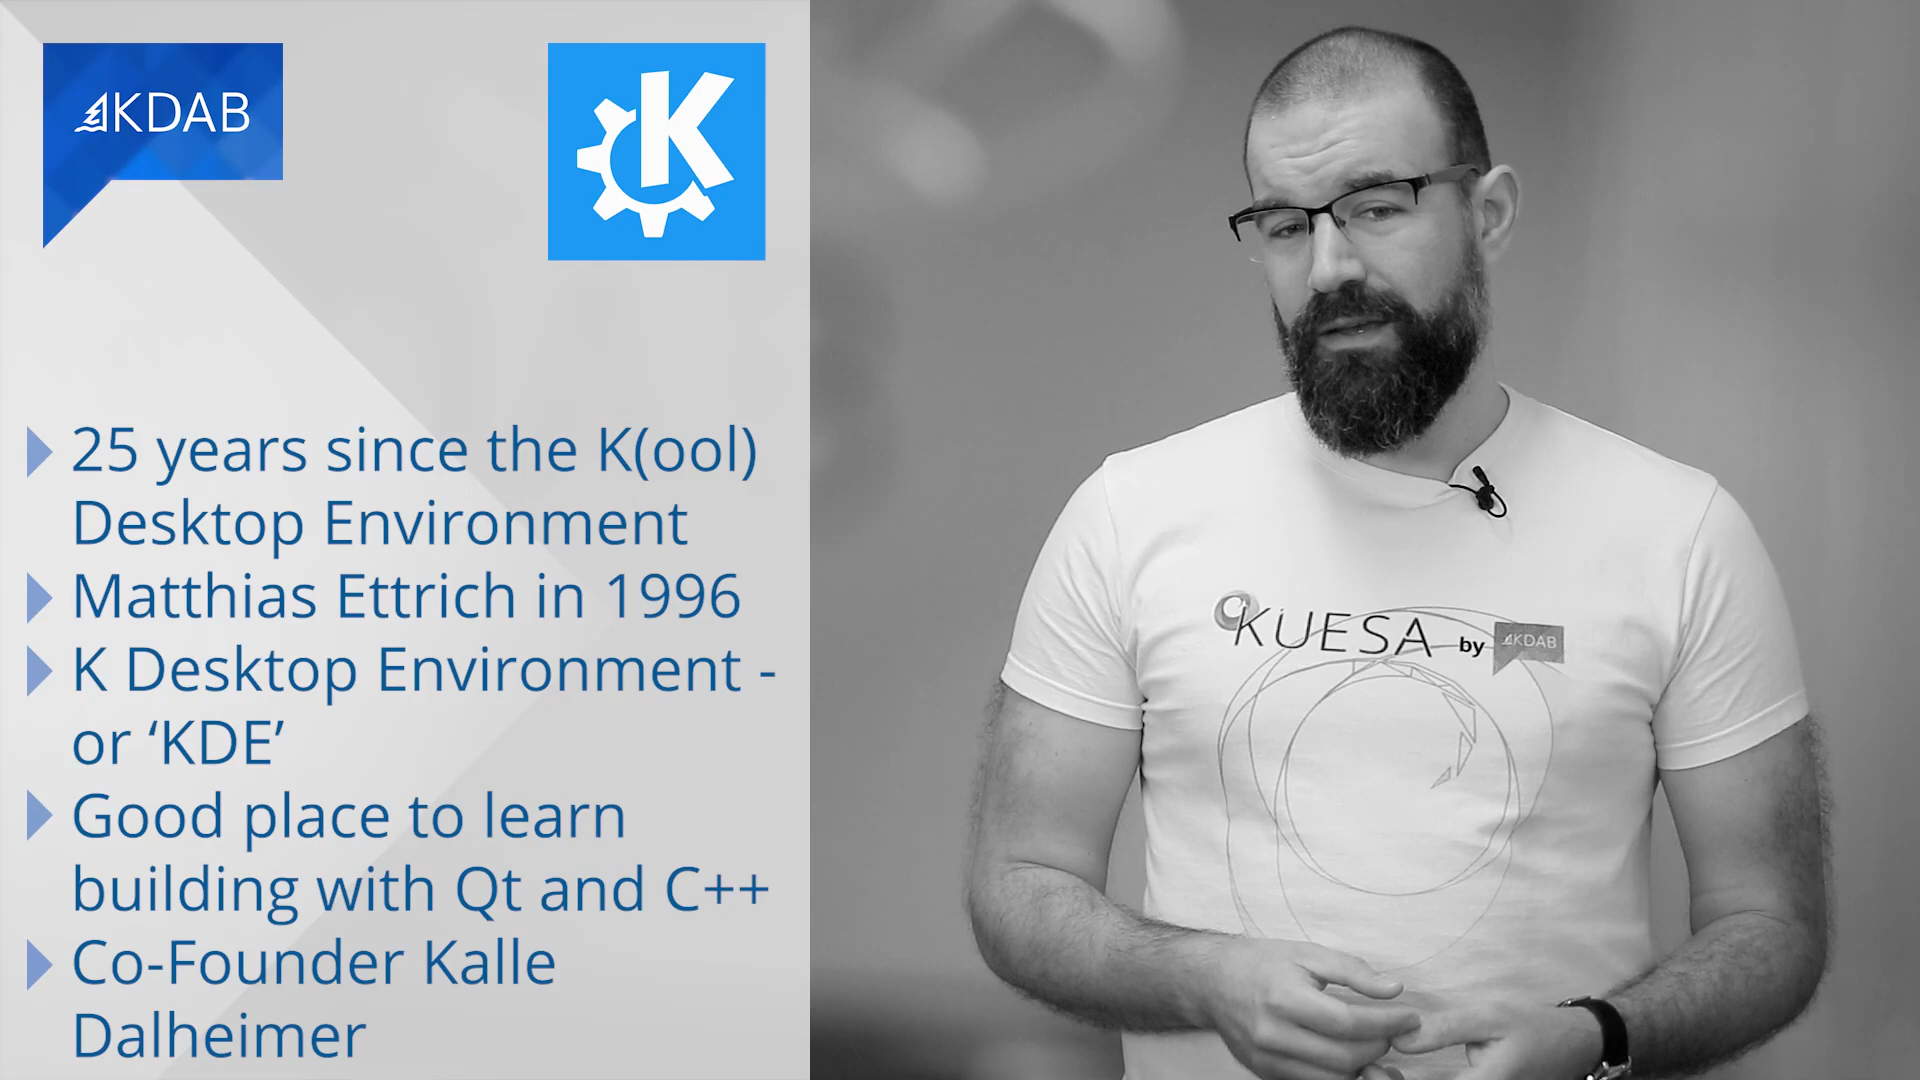 KDAB
K
25 years since the K(ool)
Desktop Environment
Matthias Ettrich in 1996
K Desktop Environment -
or ‘KDE’
Good place to learn
building with Qt and C++
Co-Founder Kalle
Dalheimer
KUESA by KDAB